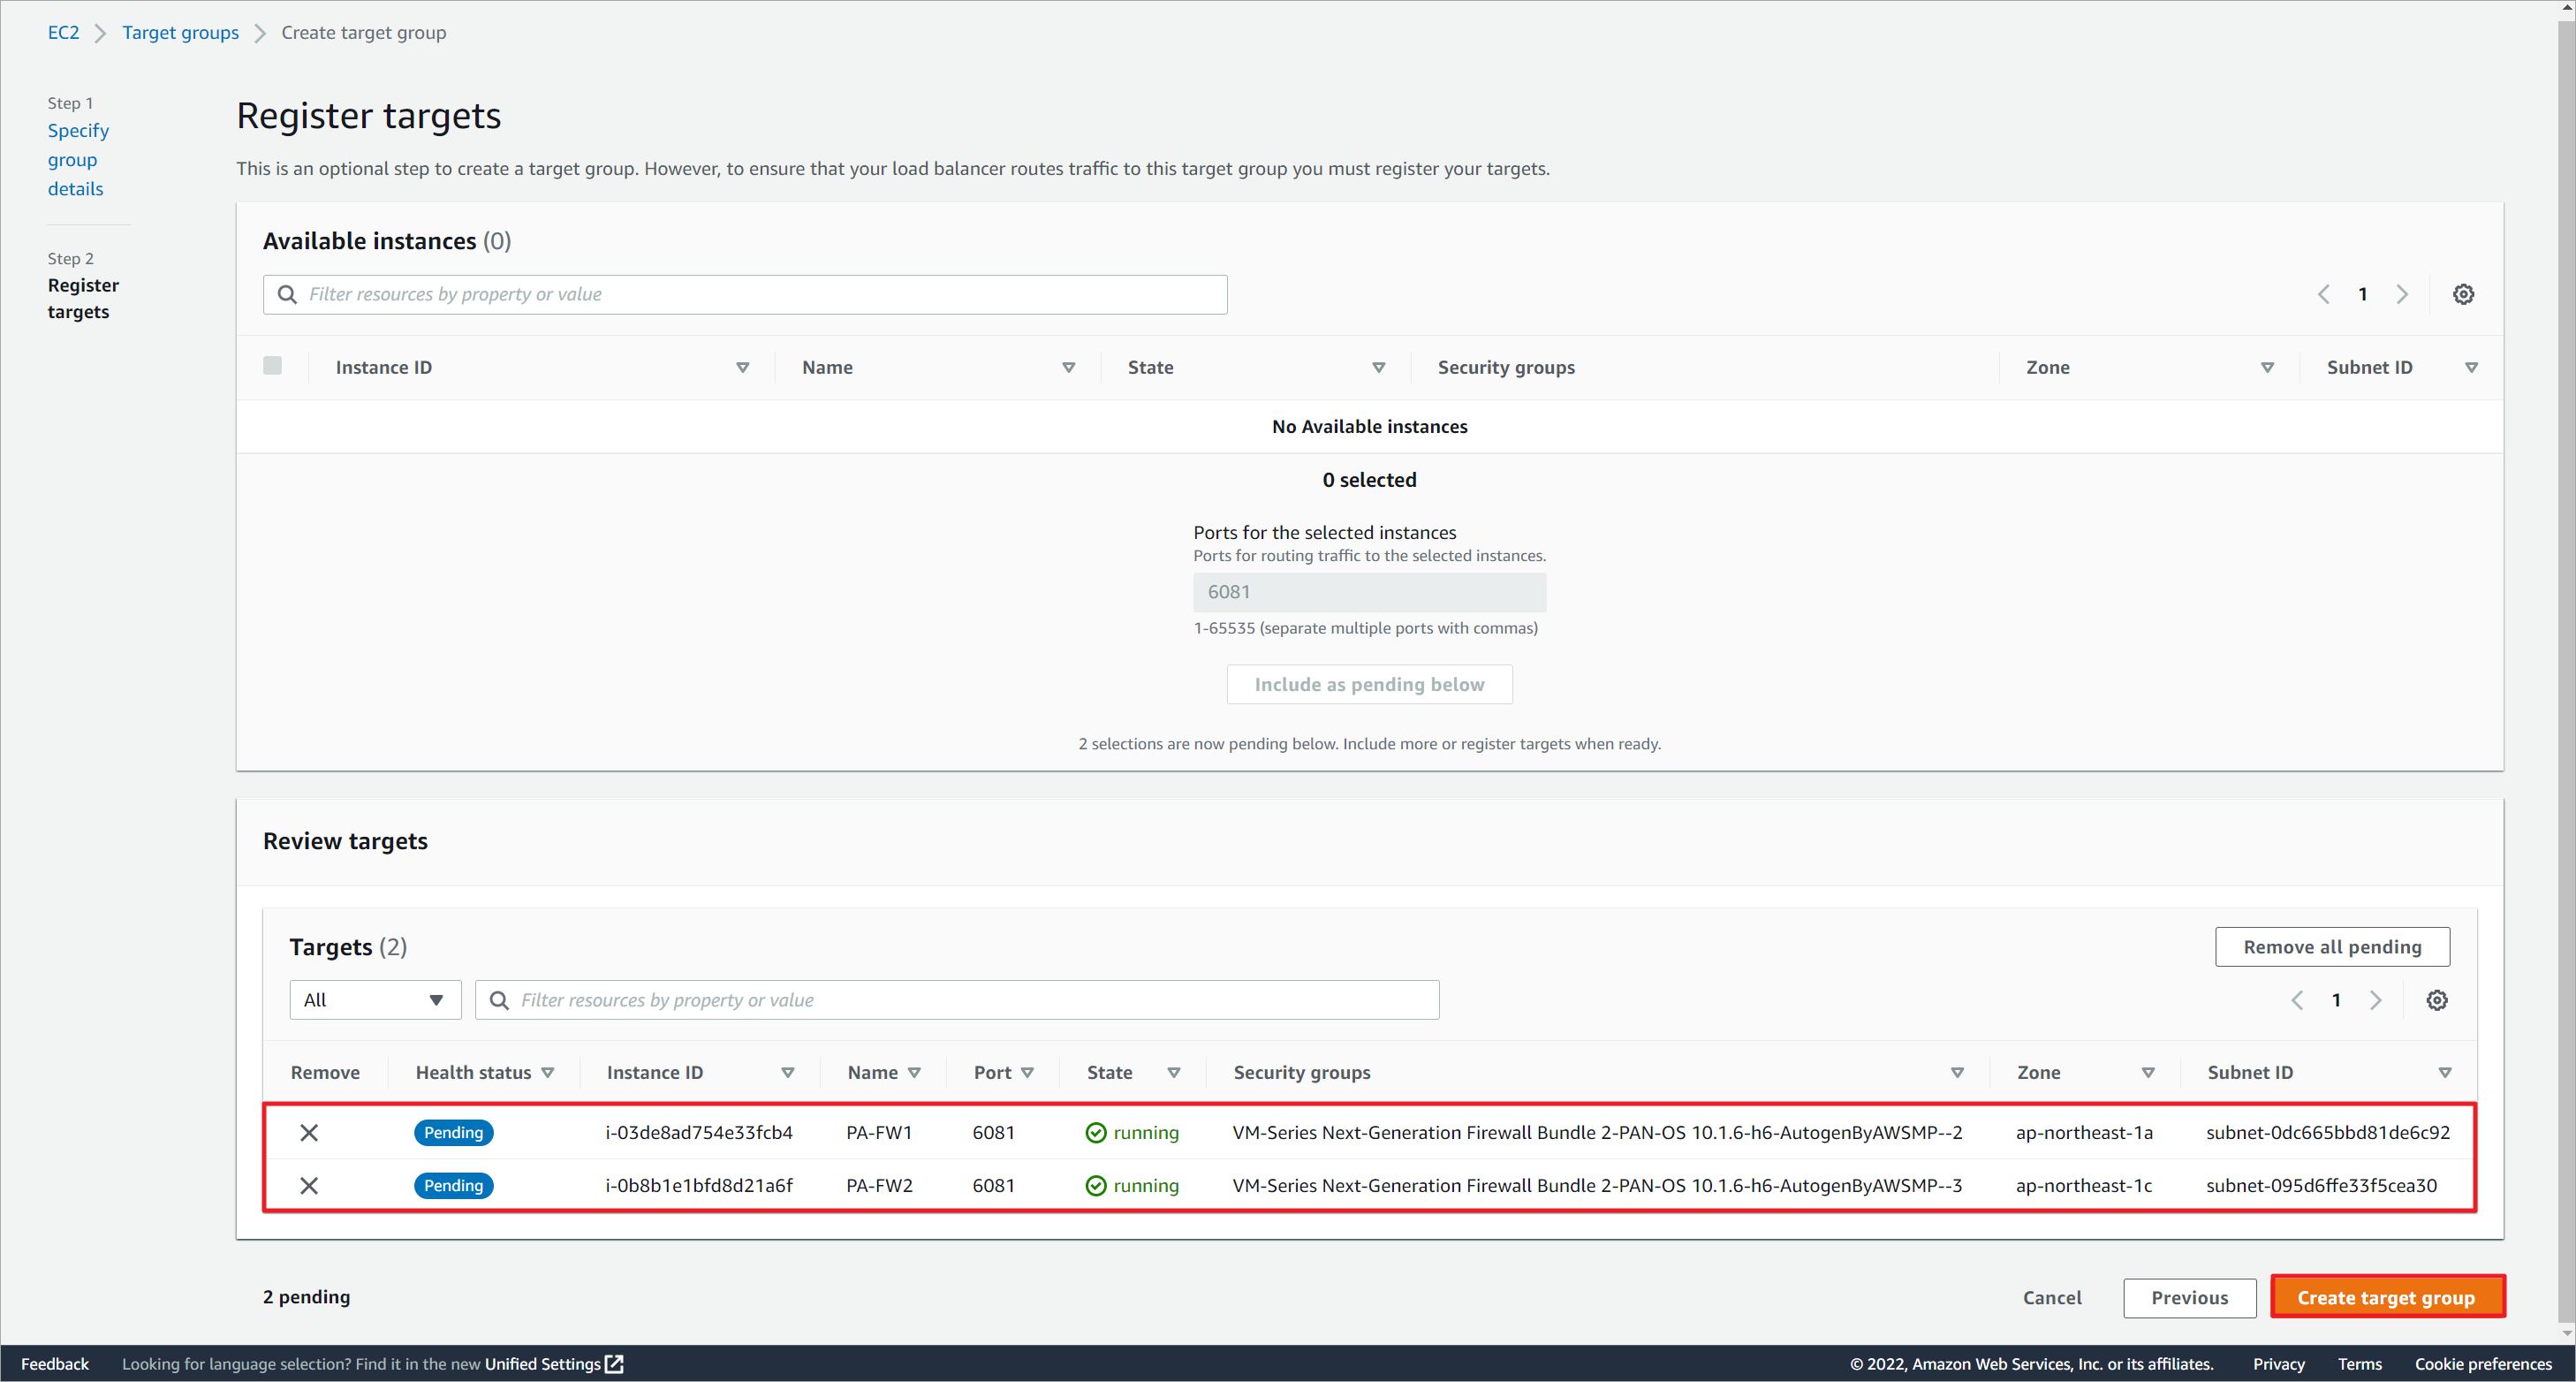 EC2 > Target groups > Create target group
Step 1
Specify
group
details
Step 2
Register
targets
Register targets
This is an optional step to create a target group. However, to ensure that your load balancer routes traffic to this target group you must register your targets.
Available instances (0)
Filter resources by property or value
1
Instance ID Name State Security groups Zone Subnet ID
No Available instances
0 selected
Ports for the selected instances
Ports for routing traffic to the selected instances.
6081
1-65535 (separate multiple ports with commas)
Include as pending below
2 selections are now pending below. Include more or register targets when ready.
Review targets
Targets (2)
Remove all pending
All Filter resources by property or value 1
Remove Health status Instance ID Name Port State Security groups Zone Subnet ID
Pending i-03de8ad754e33fcb4 PA-FW1 6081 running VM-Series Next-Generation Firewall Bundle 2-PAN-OS 10.1.6-h6-AutogenByAWSMP--2 ap-northeast-1a subnet-0dc665bbd81de6c92
Pending i-0b8b1e1bfd8d21a6f PA-FW2 6081 running VM-Series Next-Generation Firewall Bundle 2-PAN-OS 10.1.6-h6-AutogenByAWSMP--3 ap-northeast-1c subnet-095d6ffe33f5cea30
2 pending Cancel Previous Create target group
Feedback Looking for language selection? Find it in the new Unified Settings © 2022, Amazon Web Services, Inc. or its affiliates. Privacy Terms Cookie preferences